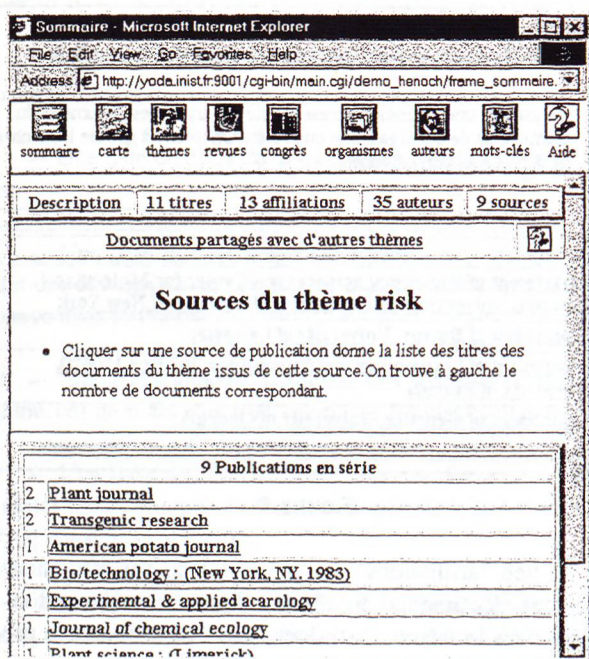 Sommaire - Microsoft Internet Explorer
File Edit View Go Favorites Help
Address http://yoda.inist.fr:9001/cgi-bin/main.cgi/demo_henoch/frame_sommaire.
sommaire carte thèmes revues congrès organismes auteurs mots-clés Aide
Description 11 titres 13 affiliations 35 auteurs 9 sources
Documents partagés avec d'autres thèmes
Sources du thème risk
• Cliquer sur une source de publication donne la liste des titres des
documents du thème issus de cette source.On trouve à gauche le
nombre de documents correspondant.
9 Publications en série
2 Plant journal
2 Transgenic research
1 American potato journal
1 Bio/technology : (New York, NY. 1983)
1 Experimental & applied acarology
1 Journal of chemical ecology
1 Plant science : (Limerick)